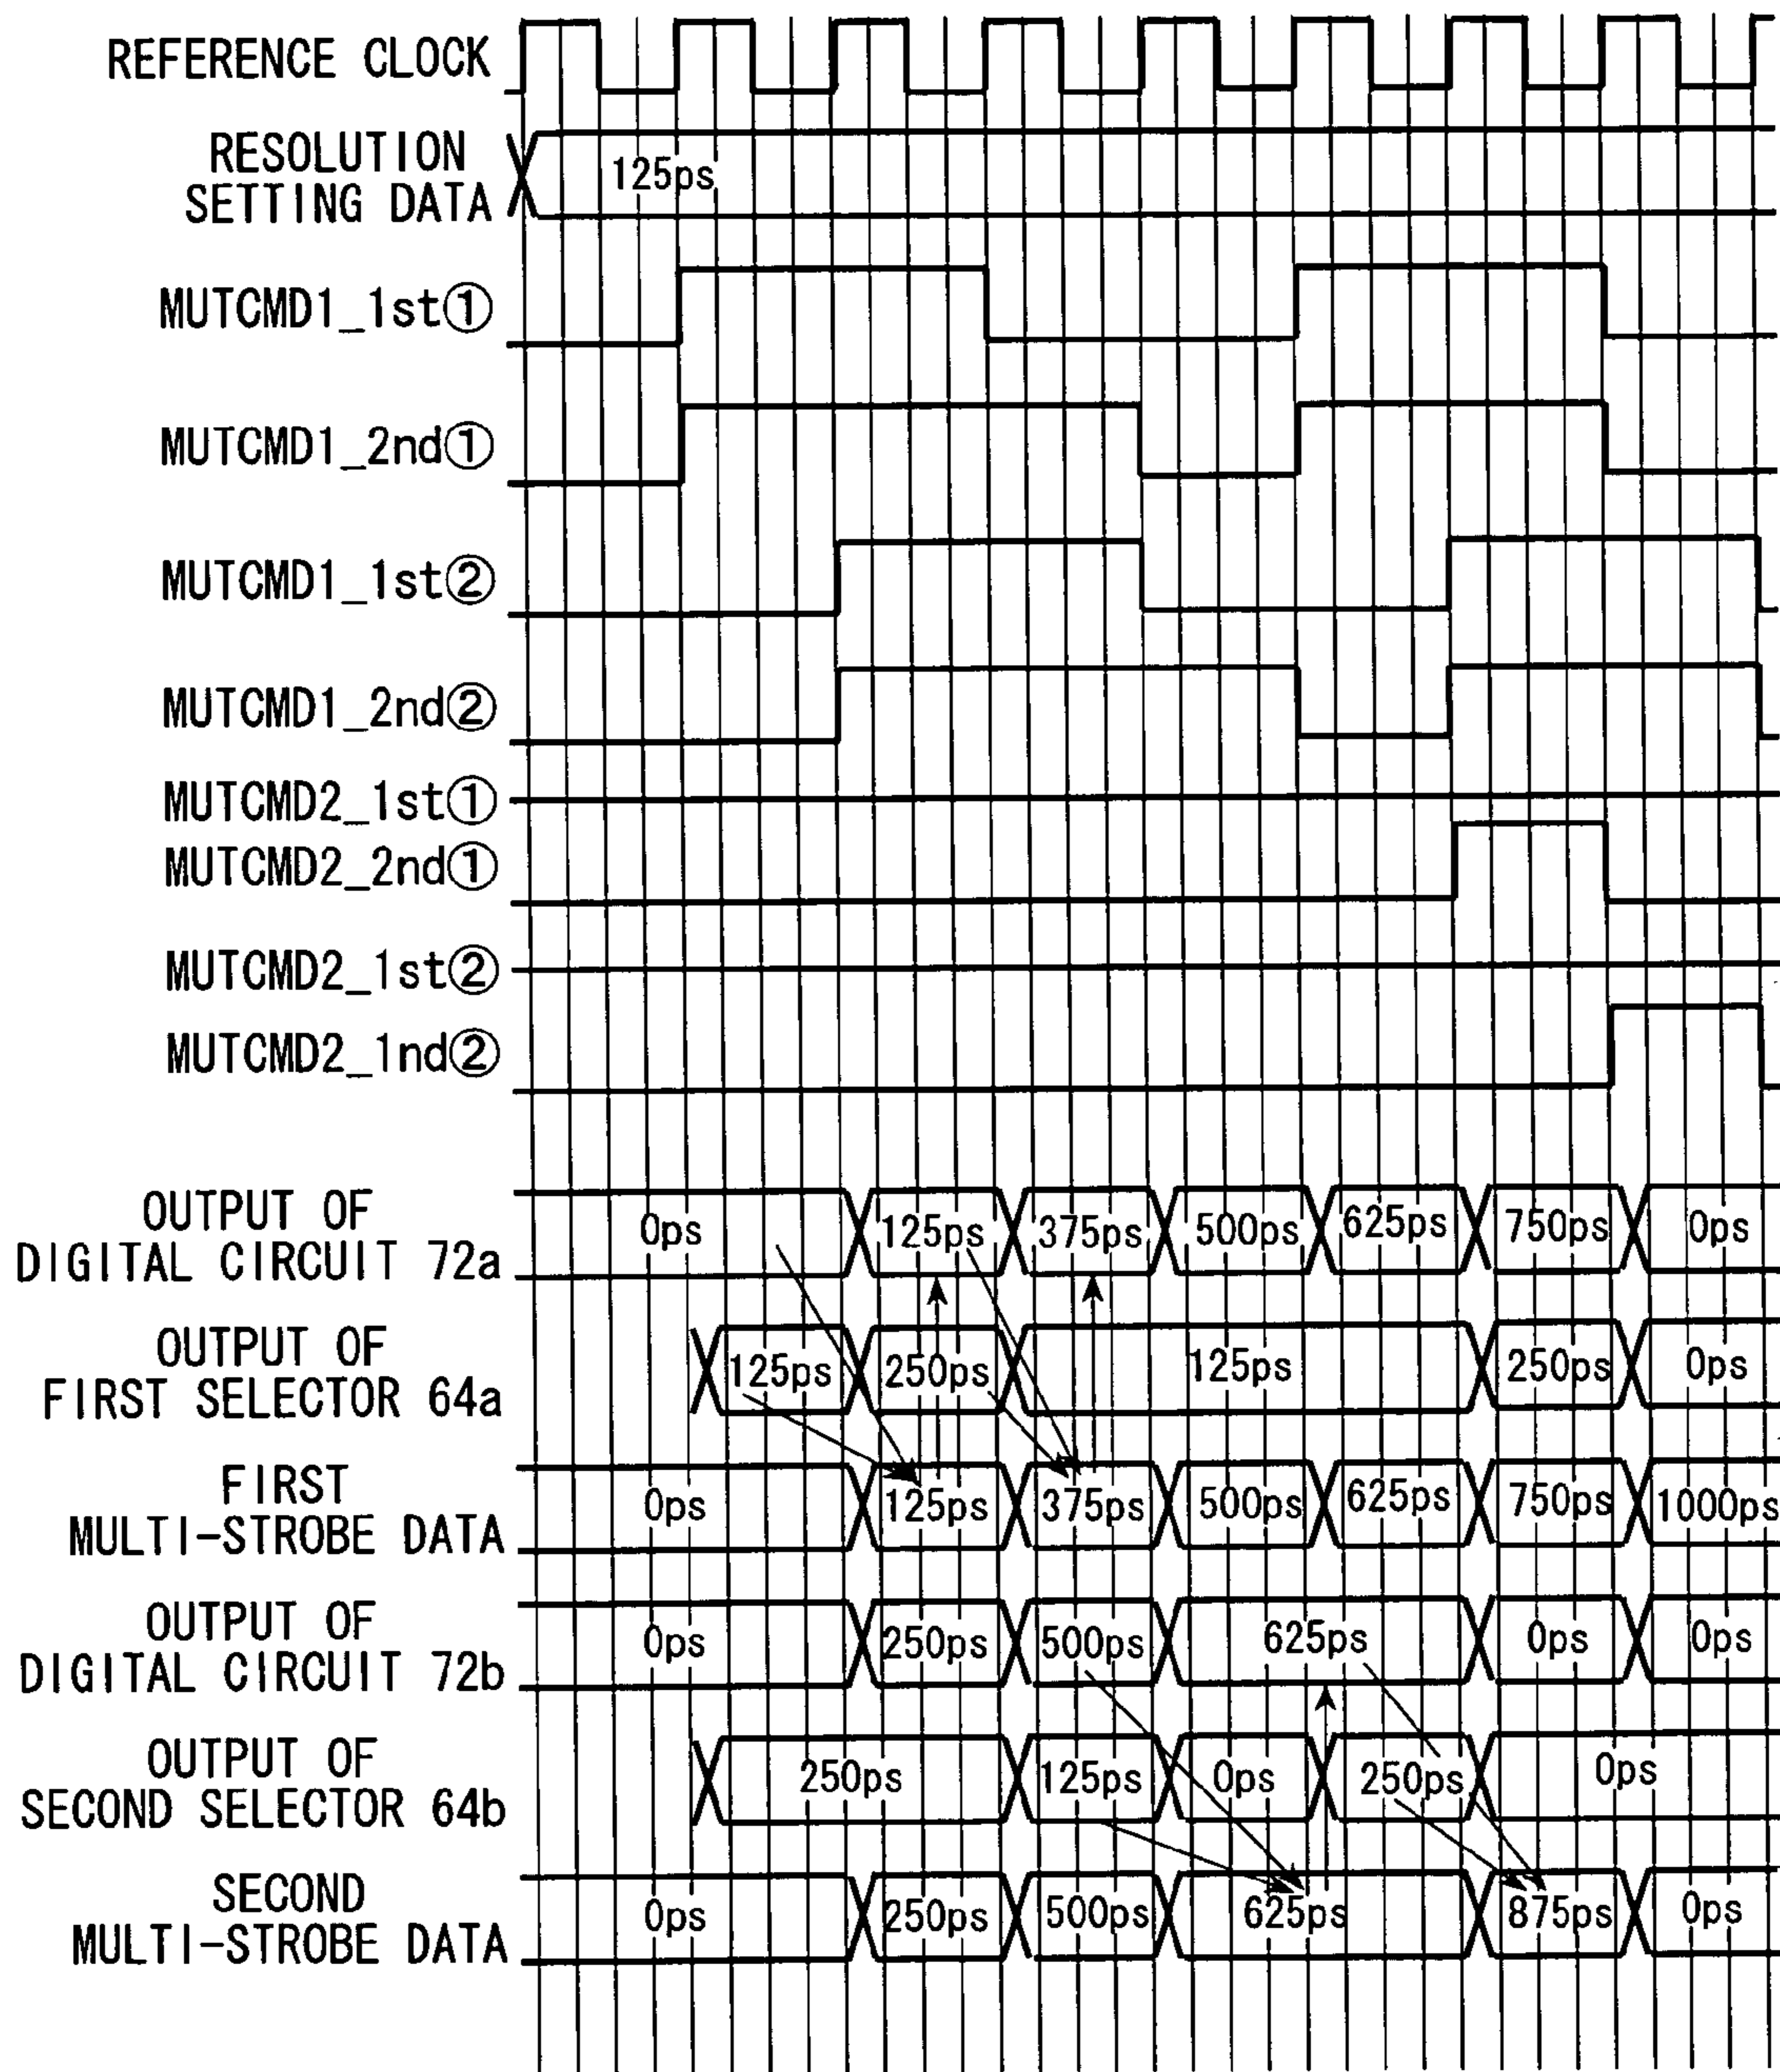 REFERENCE CLOCK
RESOLUTION
SETTING DATA
125ps
MUTCMD1_1st①
MUTCMD1_2nd①
MUTCMD1_1st②
MUTCMD1_2nd②
MUTCMD2_1st①
MUTCMD2_2nd①
MUTCMD2_1st②
MUTCMD2_1nd②
OUTPUT OF
DIGITAL CIRCUIT 72a
0ps 125ps 375ps 500ps 625ps 750ps 0ps
OUTPUT OF
FIRST SELECTOR 64a
125ps 250ps 125ps 250ps 0ps
FIRST
MULTI-STROBE DATA
0ps 125ps 375ps 500ps 625ps 750ps 1000ps
OUTPUT OF
DIGITAL CIRCUIT 72b
0ps 250ps 500ps 625ps 0ps 0ps
OUTPUT OF
SECOND SELECTOR 64b
250ps 125ps 0ps 250ps 0ps
SECOND
MULTI-STROBE DATA
0ps 250ps 500ps 625ps 875ps 0ps